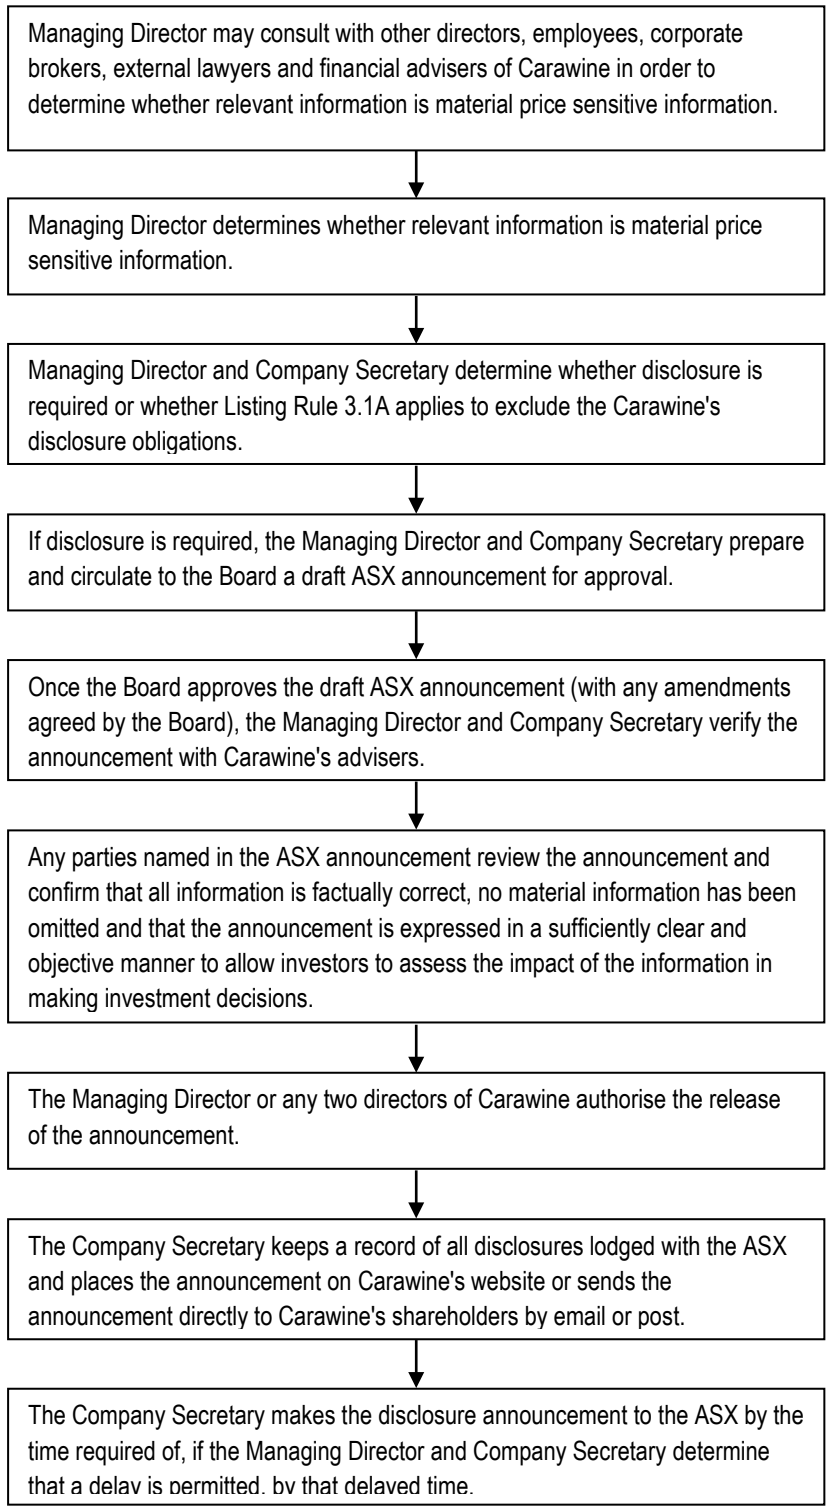 Managing Director may consult with other directors, employees, corporate
brokers, external lawyers and financial advisers of Carawine in order to
determine whether relevant information is material price sensitive information.
Managing Director determines whether relevant information is material price
sensitive information.
Managing Director and Company Secretary determine whether disclosure is
required or whether Listing Rule 3.1A applies to exclude the Carawine's
disclosure obligations.
If disclosure is required, the Managing Director and Company Secretary prepare
and circulate to the Board a draft ASX announcement for approval.
Once the Board approves the draft ASX announcement (with any amendments
agreed by the Board), the Managing Director and Company Secretary verify the
announcement with Carawine's advisers.
Any parties named in the ASX announcement review the announcement and
confirm that all information is factually correct, no material information has been
omitted and that the announcement is expressed in a sufficiently clear and
objective manner to allow investors to assess the impact of the information in
making investment decisions.
The Managing Director or any two directors of Carawine authorise the release
of the announcement.
The Company Secretary keeps a record of all disclosures lodged with the ASX
and places the announcement on Carawine's website or sends the
announcement directly to Carawine's shareholders by email or post.
The Company Secretary makes the disclosure announcement to the ASX by the
time required of, if the Managing Director and Company Secretary determine
that a delay is permitted, by that delayed time.